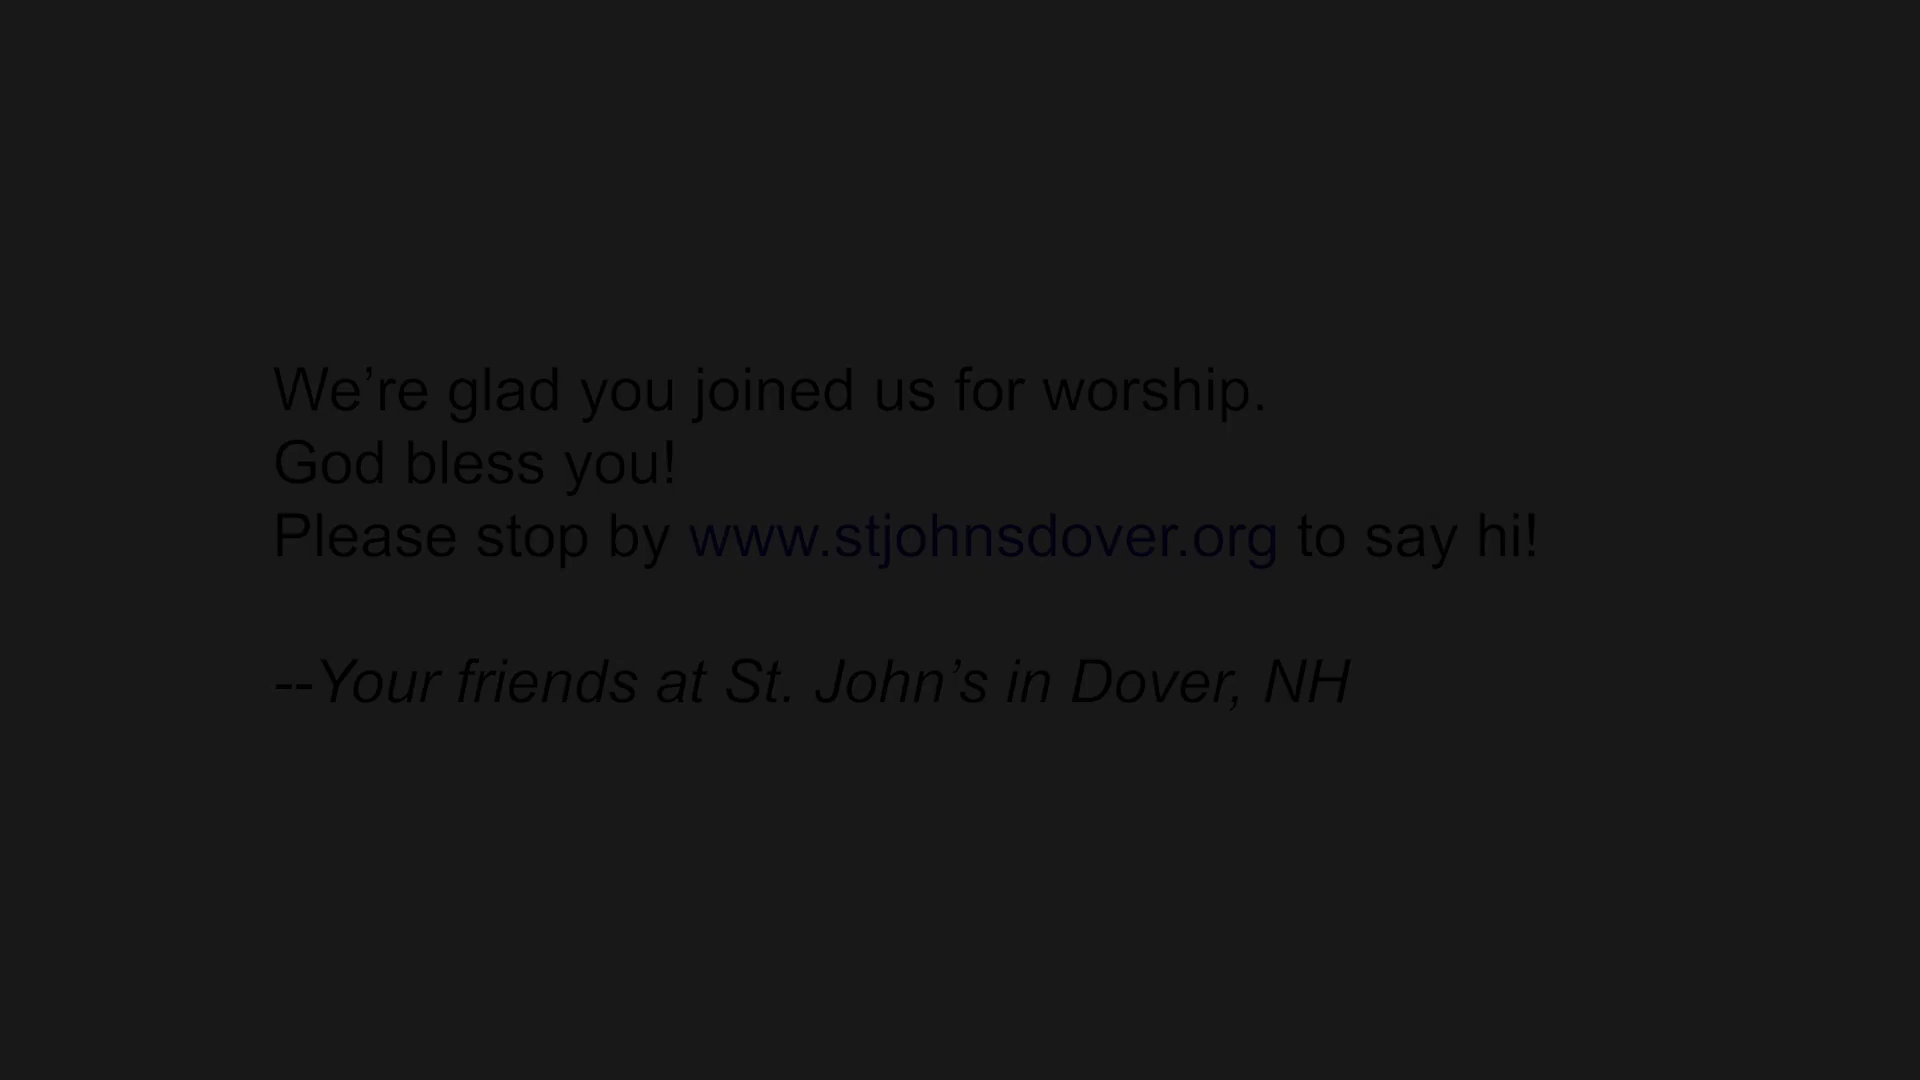 We’re glad you joined us for worship.
God bless you!
Please stop by www.stjohnsdover.org to say hi!
--Your friends at St. John’s in Dover, NH